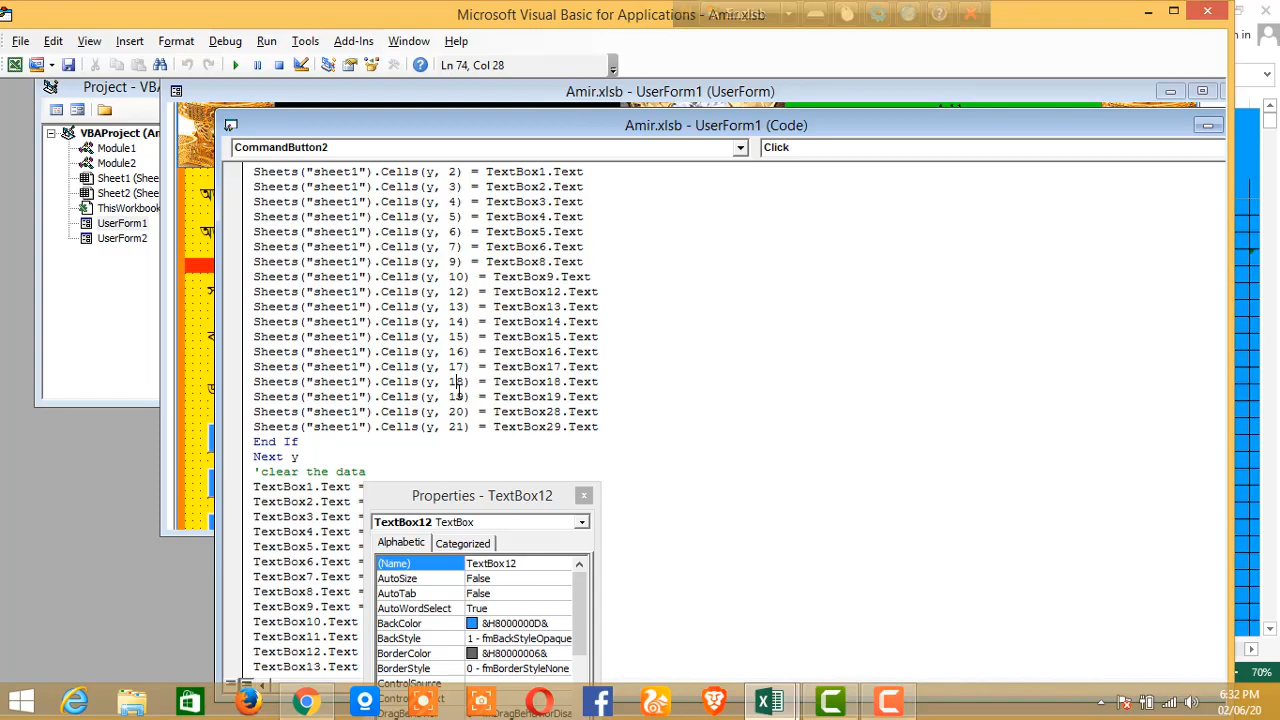 Microsoft Visual Basic for Applications - Amir.xlsb
File Edit View Insert Format Debug Run Tools Add-Ins Window Help
Ln 74, Col 28
Project - VBA
Amir.xlsb - UserForm1 (UserForm)
Amir.xlsb - UserForm1 (Code)
CommandButton2
Click
VBAProject (An
Module1
Module2
Sheet1 (Shee
Sheet2 (Shee
ThisWorkbook
UserForm1
UserForm2
Sheets("sheet1").Cells(y, 2) = TextBox1.Text
Sheets("sheet1").Cells(y, 3) = TextBox2.Text
Sheets("sheet1").Cells(y, 4) = TextBox3.Text
Sheets("sheet1").Cells(y, 5) = TextBox4.Text
Sheets("sheet1").Cells(y, 6) = TextBox5.Text
Sheets("sheet1").Cells(y, 7) = TextBox6.Text
Sheets("sheet1").Cells(y, 9) = TextBox8.Text
Sheets("sheet1").Cells(y, 10) = TextBox9.Text
Sheets("sheet1").Cells(y, 12) = TextBox12.Text
Sheets("sheet1").Cells(y, 13) = TextBox13.Text
Sheets("sheet1").Cells(y, 14) = TextBox14.Text
Sheets("sheet1").Cells(y, 15) = TextBox15.Text
Sheets("sheet1").Cells(y, 16) = TextBox16.Text
Sheets("sheet1").Cells(y, 17) = TextBox17.Text
Sheets("sheet1").Cells(y, 18) = TextBox18.Text
Sheets("sheet1").Cells(y, 19) = TextBox19.Text
Sheets("sheet1").Cells(y, 20) = TextBox28.Text
Sheets("sheet1").Cells(y, 21) = TextBox29.Text
End If
Next y
'clear the data
TextBox1.Text =
TextBox2.Text =
TextBox3.Text =
TextBox4.Text =
TextBox5.Text =
TextBox6.Text =
TextBox7.Text =
TextBox8.Text =
TextBox9.Text =
TextBox10.Text
TextBox11.Text
TextBox12.Text
TextBox13.Text
Properties - TextBox12
TextBox12 TextBox
Alphabetic Categorized
(Name) TextBox12
AutoSize False
AutoTab False
AutoWordSelect True
BackColor &H8000000D&
BackStyle 1 - fmBackStyleOpaque
BorderColor &H80000006&
BorderStyle 0 - fmBorderStyleNone
ControlSource
70%
6:32 PM
02/06/20